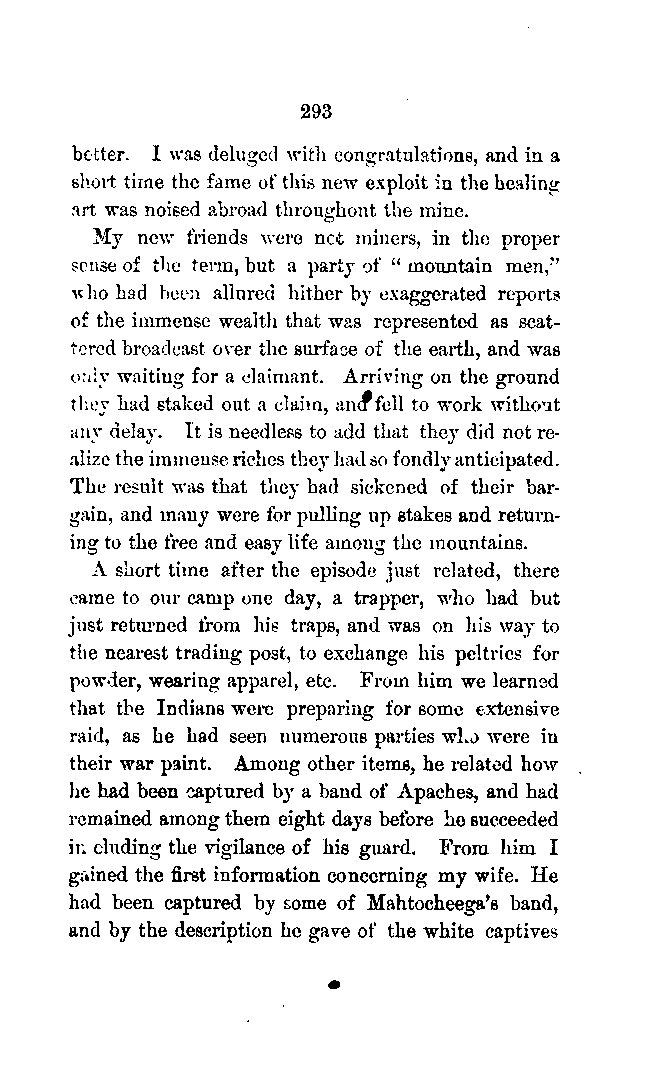 293
better. I was deluged with congratulations, and in a
short time the fame of this new exploit in the healing
art was noised abroad throughout the mine.
My new friends were not miners, in the proper
sense of the term, but a party of “ mountain men,”
who had been allured hither by exaggerated reports
of the immense wealth that was represented as scat-
tered broadcast over the surface of the earth, and was
only waiting for a claimant. Arriving on the ground
they had staked out a claim, and fell to work without
any delay. It is needless to add that they did not re-
alize the immense riches they had so fondly anticipated.
The result was that they had sickened of their bar-
gain, and many were for pulling up stakes and return-
ing to the free and easy life among the mountains.
A short time after the episode just related, there
came to our camp one day, a trapper, who had but
just returned from his traps, and was on his way to
the nearest trading post, to exchange his peltries for
powder, wearing apparel, etc. From him we learned
that the Indians were preparing for some extensive
raid, as he had seen numerous parties who were in
their war paint. Among other items, he related how
he had been captured by a band of Apaches, and had
remained among them eight days before he succeeded
in eluding the vigilance of his guard. From him I
gained the first information concerning my wife. He
had been captured by some of Mahtocheega's band,
and by the description he gave of the white captives